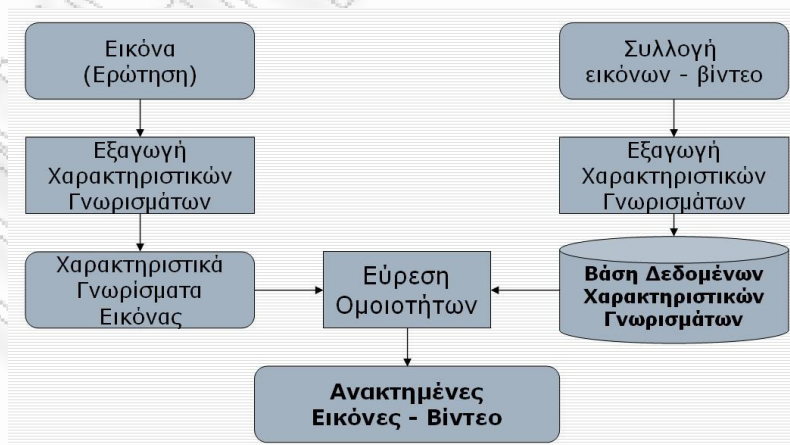 Εικόνα
(Ερώτηση)
Συλλογή
εικόνων - βίντεο
Εξαγωγή
Χαρακτηριστικών
Γνωρισμάτων
Εξαγωγή
Χαρακτηριστικών
Γνωρισμάτων
Χαρακτηριστικά
Γνωρίσματα
Εικόνας
Εύρεση
Ομοιοτήτων
Βάση Δεδομένων
Χαρακτηριστικών
Γνωρισμάτων
Ανακτημένες
Εικόνες - Βίντεο